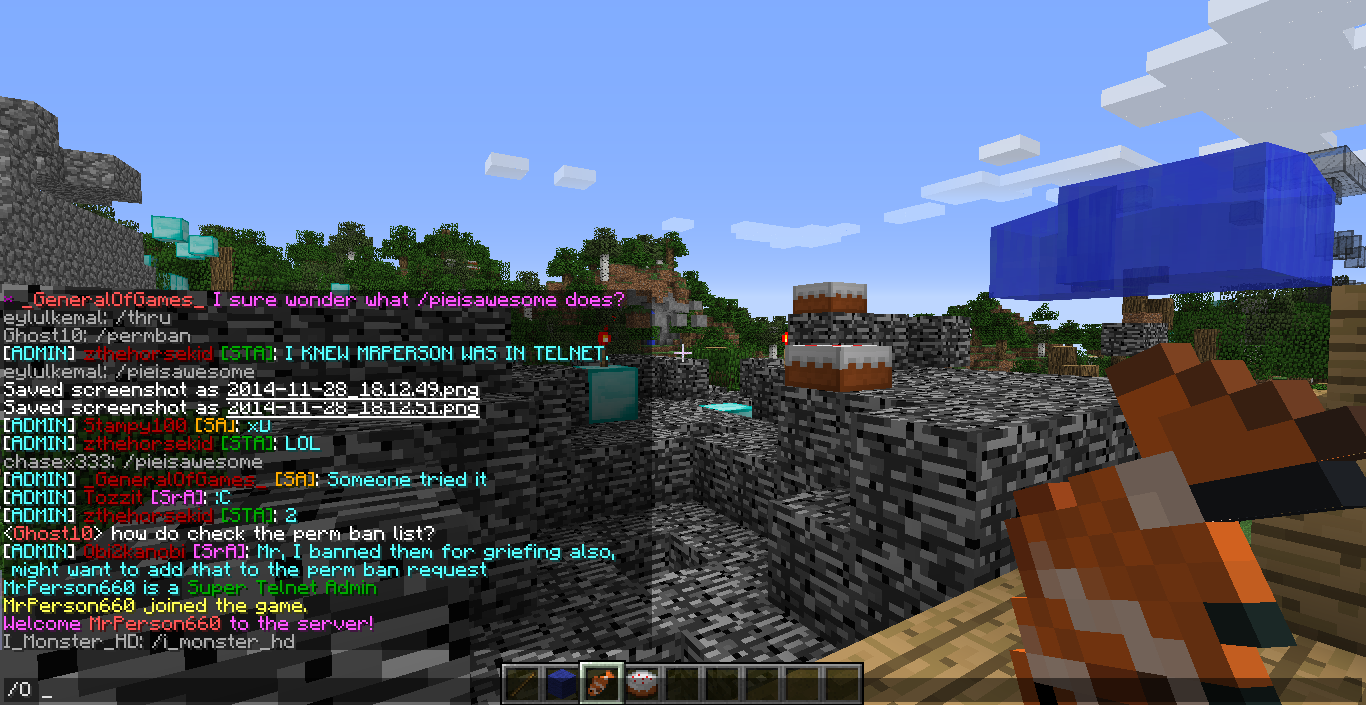 * _GeneralOfGames_ I sure wonder what /pieisawesome does?
eylulkemal: /thru
Ghost10: /permban
[ADMIN] zthehorsekid [STA]: I KNEW MRPERSON WAS IN TELNET.
eylulkemal: /pieisawesome
Saved screenshot as 2014-11-28_18.12.49.png
Saved screenshot as 2014-11-28_18.12.51.png
[ADMIN] Stampy100 [SA]: xD
[ADMIN] zthehorsekid [STA]: LOL
chasex333: /pieisawesome
[ADMIN] _GeneralOfGames_ [SA]: Someone tried it
[ADMIN] Tozzit [SrA]: :C
[ADMIN] zthehorsekid [STA]: 2
<Ghost10> how do check the perm ban list?
[ADMIN] Obi2kanobi [SrA]: Mr, I banned them for griefing also,
might want to add that to the perm ban request
MrPerson660 is a Super Telnet Admin
MrPerson660 joined the game.
Welcome MrPerson660 to the server!
I_Monster_HD: /i_monster_hd
/O _